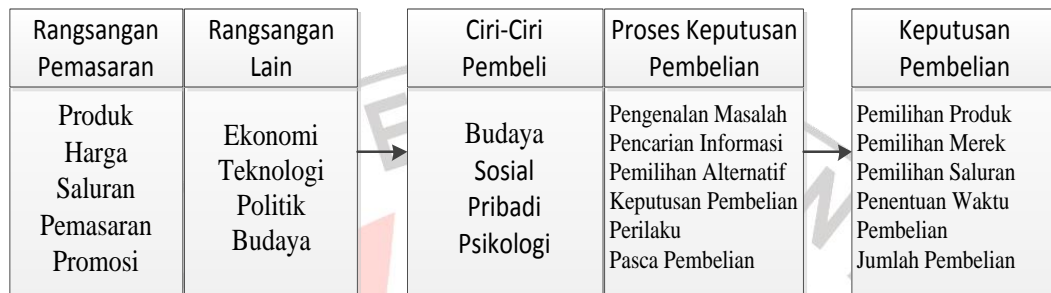 Rangsangan
Pemasaran
Produk
Harga
Saluran
Pemasaran
Promosi
Rangsangan
Lain
Ekonomi
Teknologi
Politik
Budaya
Ciri-Ciri
Pembeli
Budaya
Sosial
Pribadi
Psikologi
Proses Keputusan
Pembelian
Pengenalan Masalah
Pencarian Informasi
Pemilihan Alternatif
Keputusan Pembelian
Perilaku
Pasca Pembelian
Keputusan
Pembelian
Pemilihan Produk
Pemilihan Merek
Pemilihan Saluran
Penentuan Waktu
Pembelian
Jumlah Pembelian